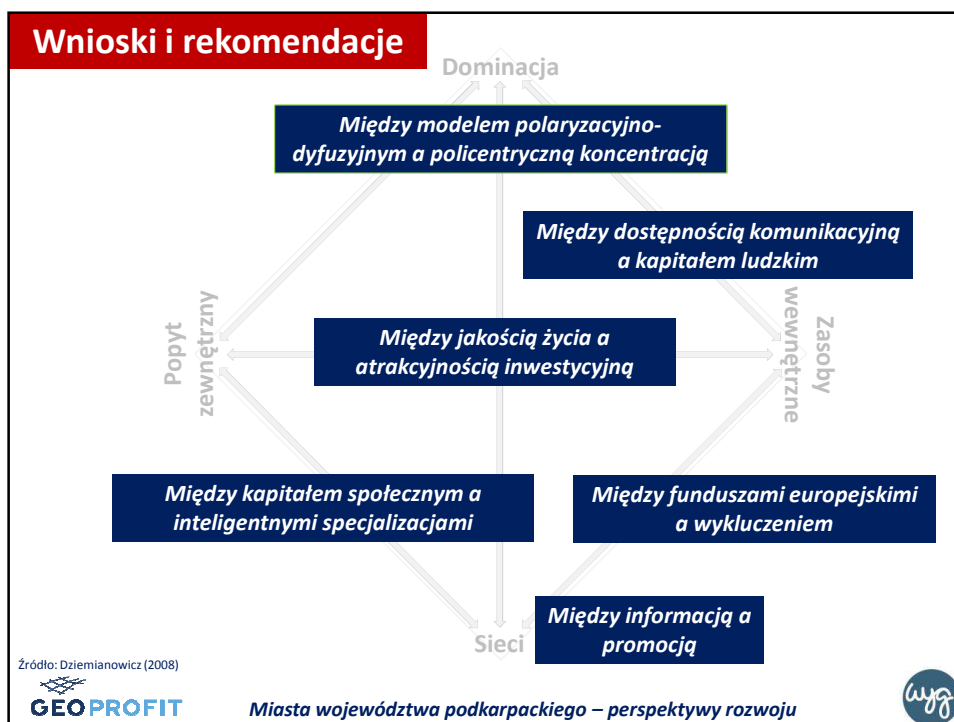 Wnioski i rekomendacje
Dominacja
Między modelem polaryzacyjno-
dyfuzyjnym a policentryczną koncentracją
Między dostępnością komunikacyjną
a kapitałem ludzkim
Popyt
zewnętrzny
Między jakością życia a
atrakcyjnością inwestycyjną
Zasoby
wewnętrzne
Między kapitałem społecznym a
inteligentnymi specjalizacjami
Między funduszami europejskimi
a wykluczeniem
Między informacją a
promocją
Sieci
Źródło: Dziemianowicz (2008)
GEOPROFIT
Miasta województwa podkarpackiego – perspektywy rozwoju
wyg